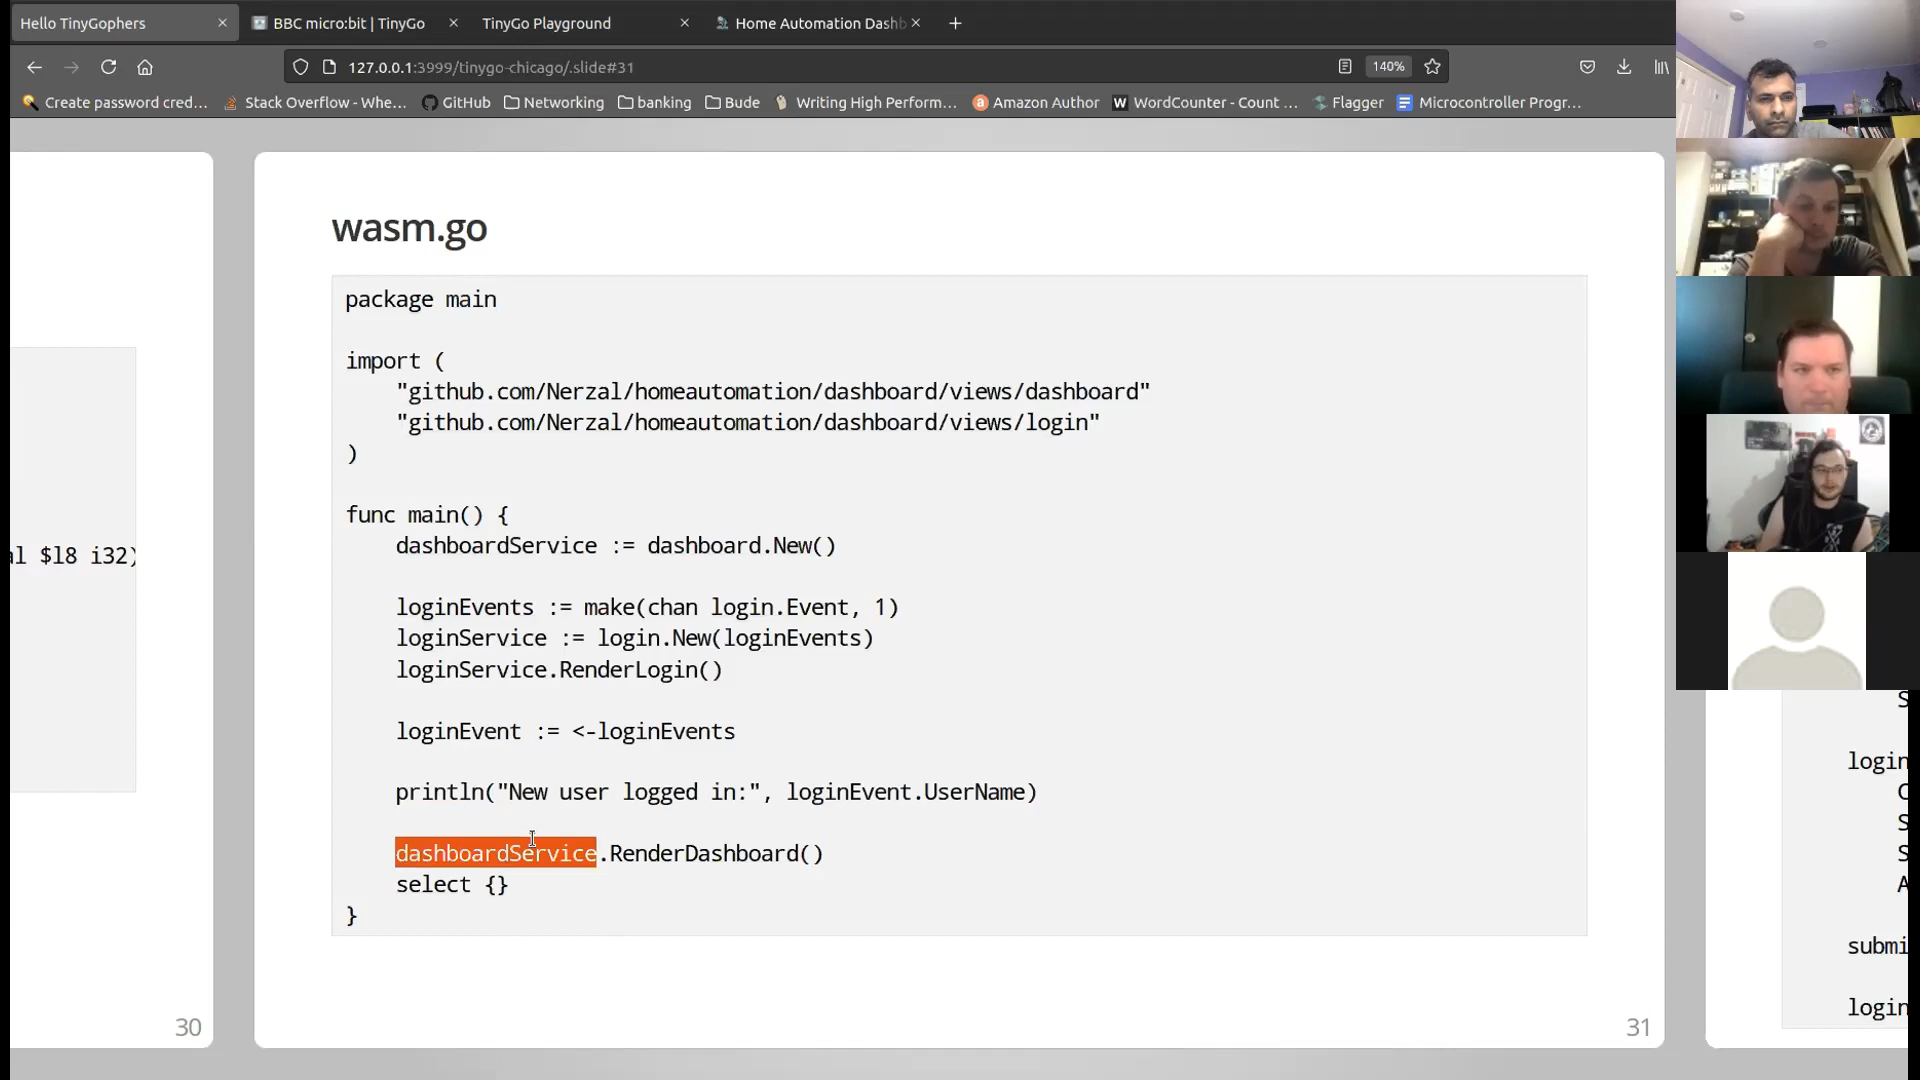 Hello TinyGophers
BBC micro:bit | TinyGo
TinyGo Playground
Home Automation Dashb
127.0.0.1:3999/tinygo-chicago/.slide#31
140%
Create password cred...
Stack Overflow - Whe...
GitHub
Networking
banking
Bude
Writing High Perform...
Amazon Author
WordCounter - Count ...
Flagger
Microcontroller Progr...
al $l8 i32)
30
wasm.go
package main
import (
"github.com/Nerzal/homeautomation/dashboard/views/dashboard"
"github.com/Nerzal/homeautomation/dashboard/views/login"
)
func main() {
dashboardService := dashboard.New()
loginEvents := make(chan login.Event, 1)
loginService := login.New(loginEvents)
loginService.RenderLogin()
loginEvent := <-loginEvents
println("New user logged in:", loginEvent.UserName)
dashboardService.RenderDashboard()
select {}
}
31
S
login
C
S
S
A
submi
login